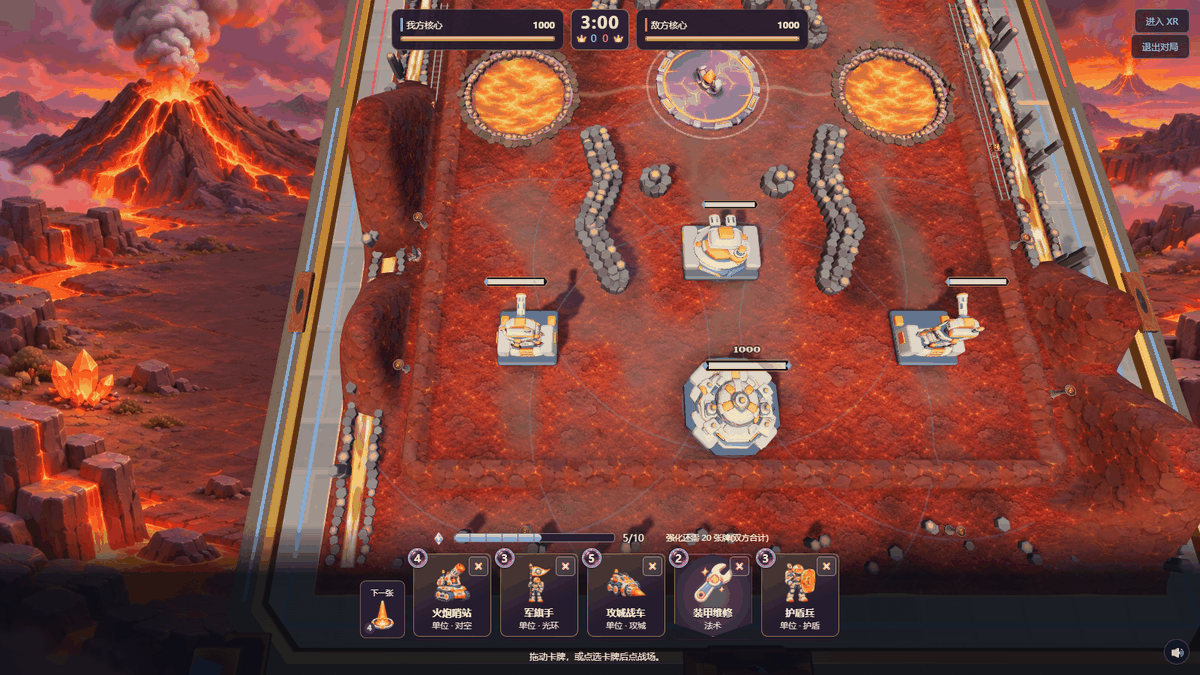 我方核心 1000
3:00
0 0
敌方核心 1000
进入 XR
退出对局
1000
5/10
强化还需 20 张牌(双方合计)
下一张
4
4
火炮哨站
单位 · 对空
3
军旗手
单位 · 光环
5
攻城战车
单位 · 攻城
2
装甲维修
法术
3
护盾兵
单位 · 护盾
拖动卡牌，或点选卡牌后点战场。